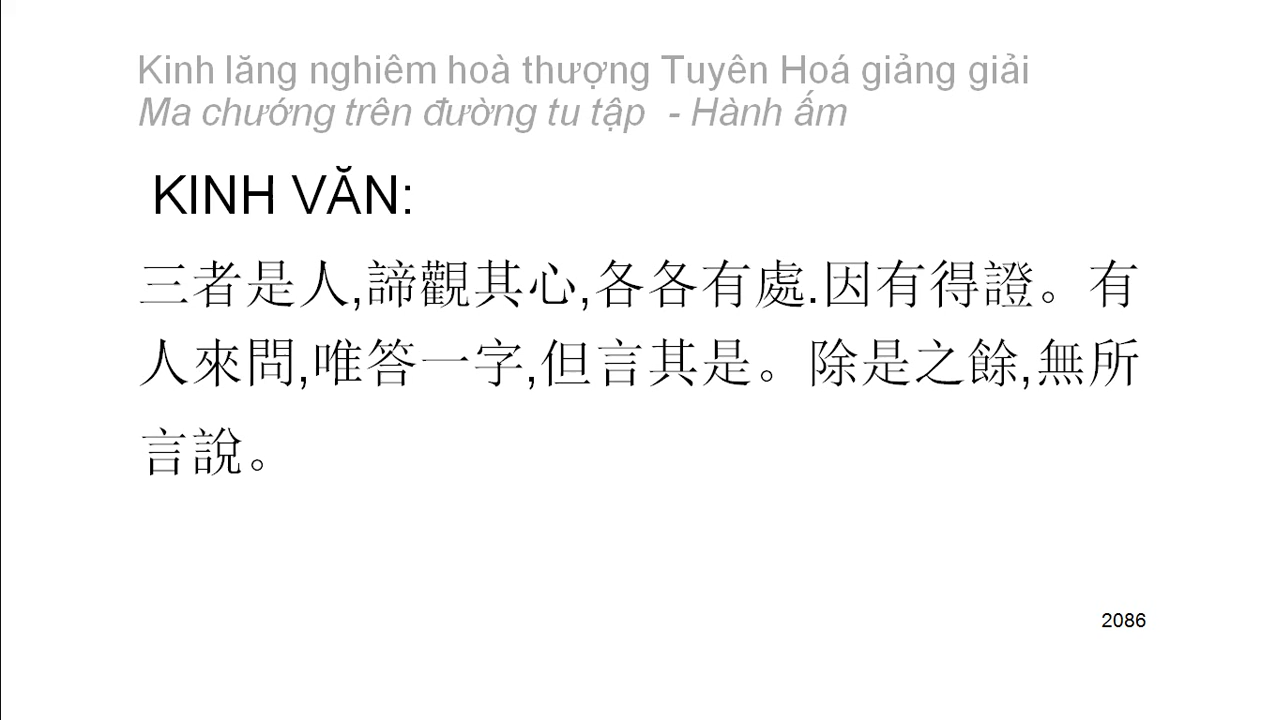 Kinh lăng nghiêm hoà thượng Tuyên Hoá giảng giải
Ma chướng trên đường tu tập - Hành ấm
KINH VĂN:
三者是人,諦觀其心,各各有處.因有得證。有
人來問,唯答一字,但言其是。除是之餘,無所
言說。
2086